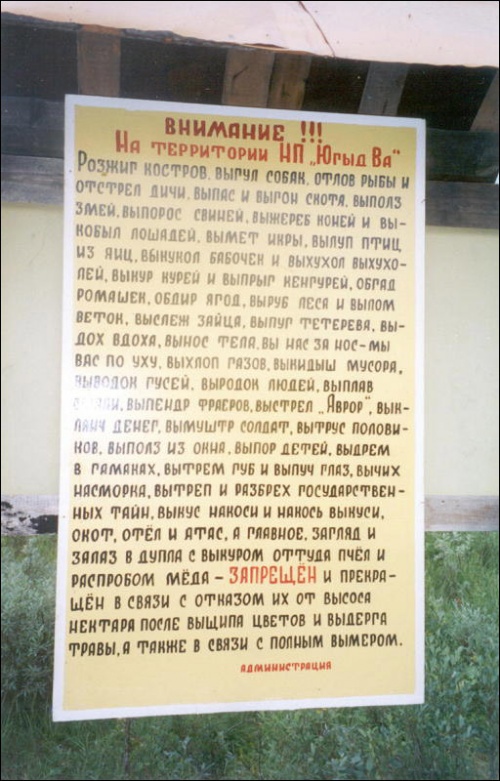 ВНИМАНИЕ !!!
НА ТЕРРИТОРИИ НП „ЮГЫД ВА“
РОЗЖИГ КОСТРОВ, ВЫГУЛ СОБАК, ОТЛОВ РЫБЫ И
ОТСТРЕЛ ДИЧИ, ВЫПАС И ВЫГОН СКОТА, ВЫПОЛЗ
ЗМЕЙ, ВЫПОРОС СВИНЕЙ, ВЫЖЕРЕБ КОНЕЙ И ВЫ-
КОБЫЛ ЛОШАДЕЙ, ВЫМЕТ ИКРЫ, ВЫЛУП ПТИЦ
ИЗ ЯИЦ, ВЫКУКОЛ БАБОЧЕК И ВЫХУХОЛ ВЫХУХО-
ЛЕЙ, ВЫКУР КУРЕЙ И ВЫПРЫГ КЕНГУРЕЙ, ОБГАД
РОМАШЕК, ОБДИР ЯГОД, ВЫРУБ ЛЕСА И ВЫЛОМ
ВЕТОК, ВЫСЛЕЖ ЗАЙЦА, ВЫПУГ ТЕТЕРЕВА, ВЫ-
ДОХ ВДОХА, ВЫНОС ТЕЛА, ВЫ НАС ЗА НОС-МЫ
ВАС ПО УХУ, ВЫХЛОП ГАЗОВ, ВЫКИДЫШ МУСОРА,
ВЫВОДОК ГУСЕЙ, ВЫРОДОК ЛЮДЕЙ, ВЫПЛАВ
ВЫПЕНДР ФРАЕРОВ, ВЫСТРЕЛ „АВРОР“, ВЫК-
ЛЯНЧ ДЕНЕГ, ВЫМУШТР СОЛДАТ, ВЫТРУС ПОЛОВИ-
КОВ, ВЫПОЛЗ ИЗ ОКНА, ВЫПОР ДЕТЕЙ, ВЫДРЕМ
В ГАМАКАХ, ВЫТРЕМ ГУБ И ВЫПУЧ ГЛАЗ, ВЫЧИХ
НАСМОРКА, ВЫТРЕП И РАЗБРЕХ ГОСУДАРСТВЕН-
НЫХ ТАЙН, ВЫКУС НАКОСИ И НАКОСЬ ВЫКУСИ,
ОКОТ, ОТЁЛ И АТАС, А ГЛАВНОЕ, ЗАГЛЯД И
ЗАЛАЗ В ДУПЛА С ВЫКУРОМ ОТТУДА ПЧЁЛ И
РАСПРОБОМ МЁДА – ЗАПРЕЩЁН И ПРЕКРА-
ЩЁН В СВЯЗИ С ОТКАЗОМ ИХ ОТ ВЫСОСА
НЕКТАРА ПОСЛЕ ВЫЩИПА ЦВЕТОВ И ВЫДЕРГА
ТРАВЫ, А ТАКЖЕ В СВЯЗИ С ПОЛНЫМ ВЫМЕРОМ.
АДМИНИСТРАЦИЯ